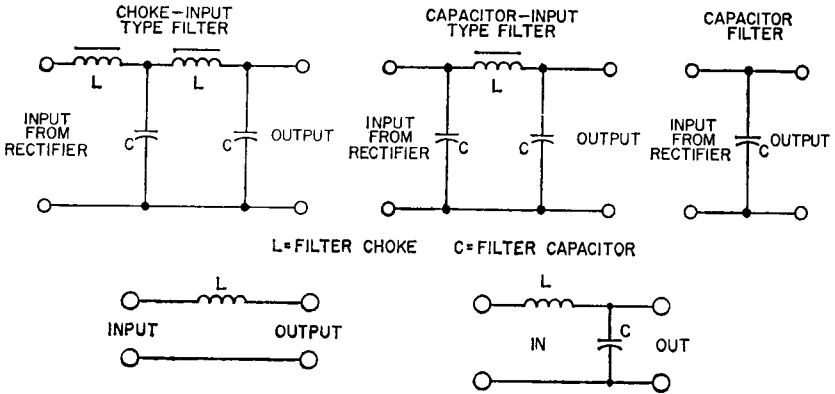 CHOKE-INPUT
TYPE FILTER
L
L
INPUT
FROM
RECTIFIER
C
C
OUTPUT
CAPACITOR-INPUT
TYPE FILTER
L
INPUT
FROM
RECTIFIER
C
C
OUTPUT
CAPACITOR
FILTER
INPUT
FROM
RECTIFIER
C
OUTPUT
L=FILTER CHOKE C=FILTER CAPACITOR
L
INPUT
OUTPUT
L
IN
C
OUT